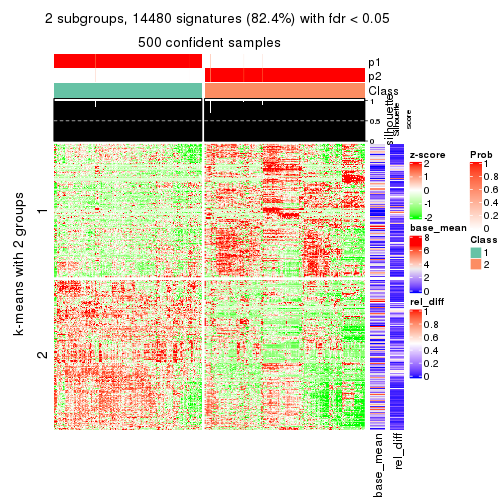 2 subgroups, 14480 signatures (82.4%) with fdr < 0.05
500 confident samples
p1
p2
Class
1
0.5
0
silhouette
Silhouette
score
k-means with 2 groups
1
2
base_mean
rel_diff
z-score
2
1
0
-1
-2
base_mean
8
6
4
2
0
rel_diff
1
0.8
0.6
0.4
0.2
0
Prob
1
0.8
0.6
0.4
0.2
0
Class
1
2